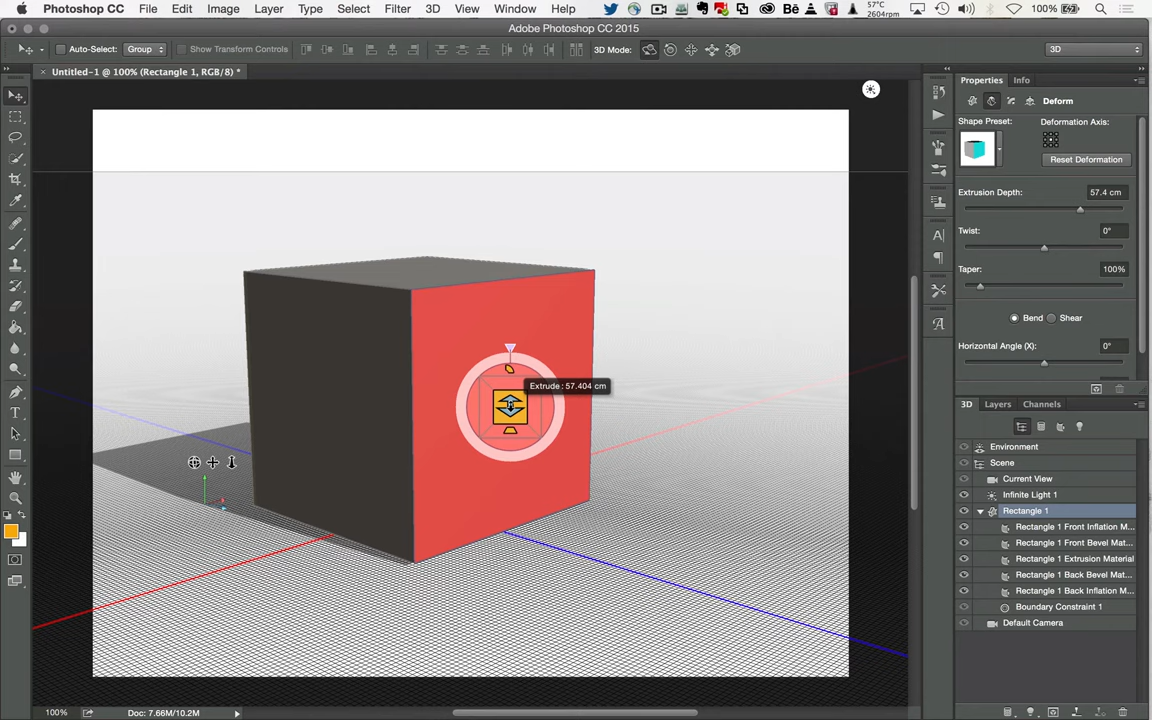 Photoshop CC File Edit Image Layer Type Select Filter 3D View Window Help 57°C 2604rpm 100%
Adobe Photoshop CC 2015
Auto-Select: Group Show Transform Controls 3D Mode: 3D
Untitled-1 @ 100% (Rectangle 1, RGB/8) *
Properties Info
Deform
Shape Preset: Deformation Axis:
Reset Deformation
Extrusion Depth: 57.4 cm
Twist: 0°
Taper: 100%
Bend Shear
Horizontal Angle (X): 0°
Extrude : 57.404 cm
3D Layers Channels
Environment
Scene
Current View
Infinite Light 1
Rectangle 1
Rectangle 1 Front Inflation M...
Rectangle 1 Front Bevel Mat...
Rectangle 1 Extrusion Material
Rectangle 1 Back Bevel Mat...
Rectangle 1 Back Inflation M...
Boundary Constraint 1
Default Camera
100% Doc: 7.66M/10.2M